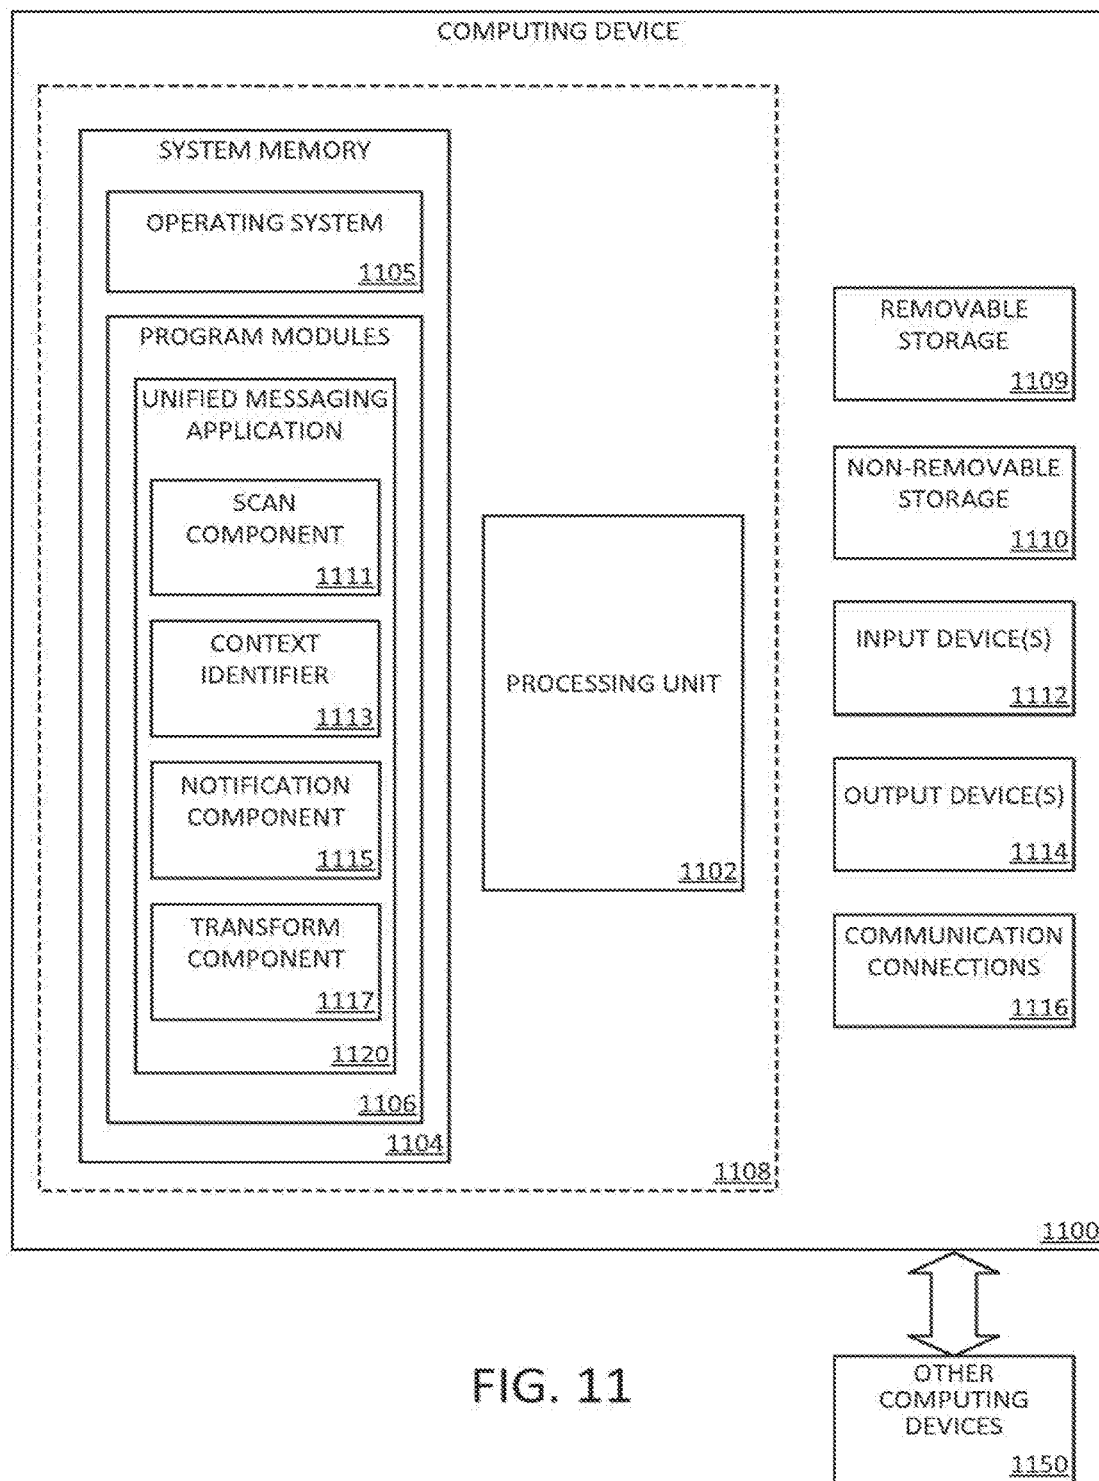 COMPUTING DEVICE
SYSTEM MEMORY
OPERATING SYSTEM
1105
PROGRAM MODULES
UNIFIED MESSAGING
APPLICATION
SCAN
COMPONENT
1111
CONTEXT
IDENTIFIER
1113
NOTIFICATION
COMPONENT
1115
TRANSFORM
COMPONENT
1117
1120
1106
1104
PROCESSING UNIT
1102
1108
REMOVABLE
STORAGE
1109
NON-REMOVABLE
STORAGE
1110
INPUT DEVICE(S)
1112
OUTPUT DEVICE(S)
1114
COMMUNICATION
CONNECTIONS
1116
1100
OTHER
COMPUTING
DEVICES
1150
FIG. 11